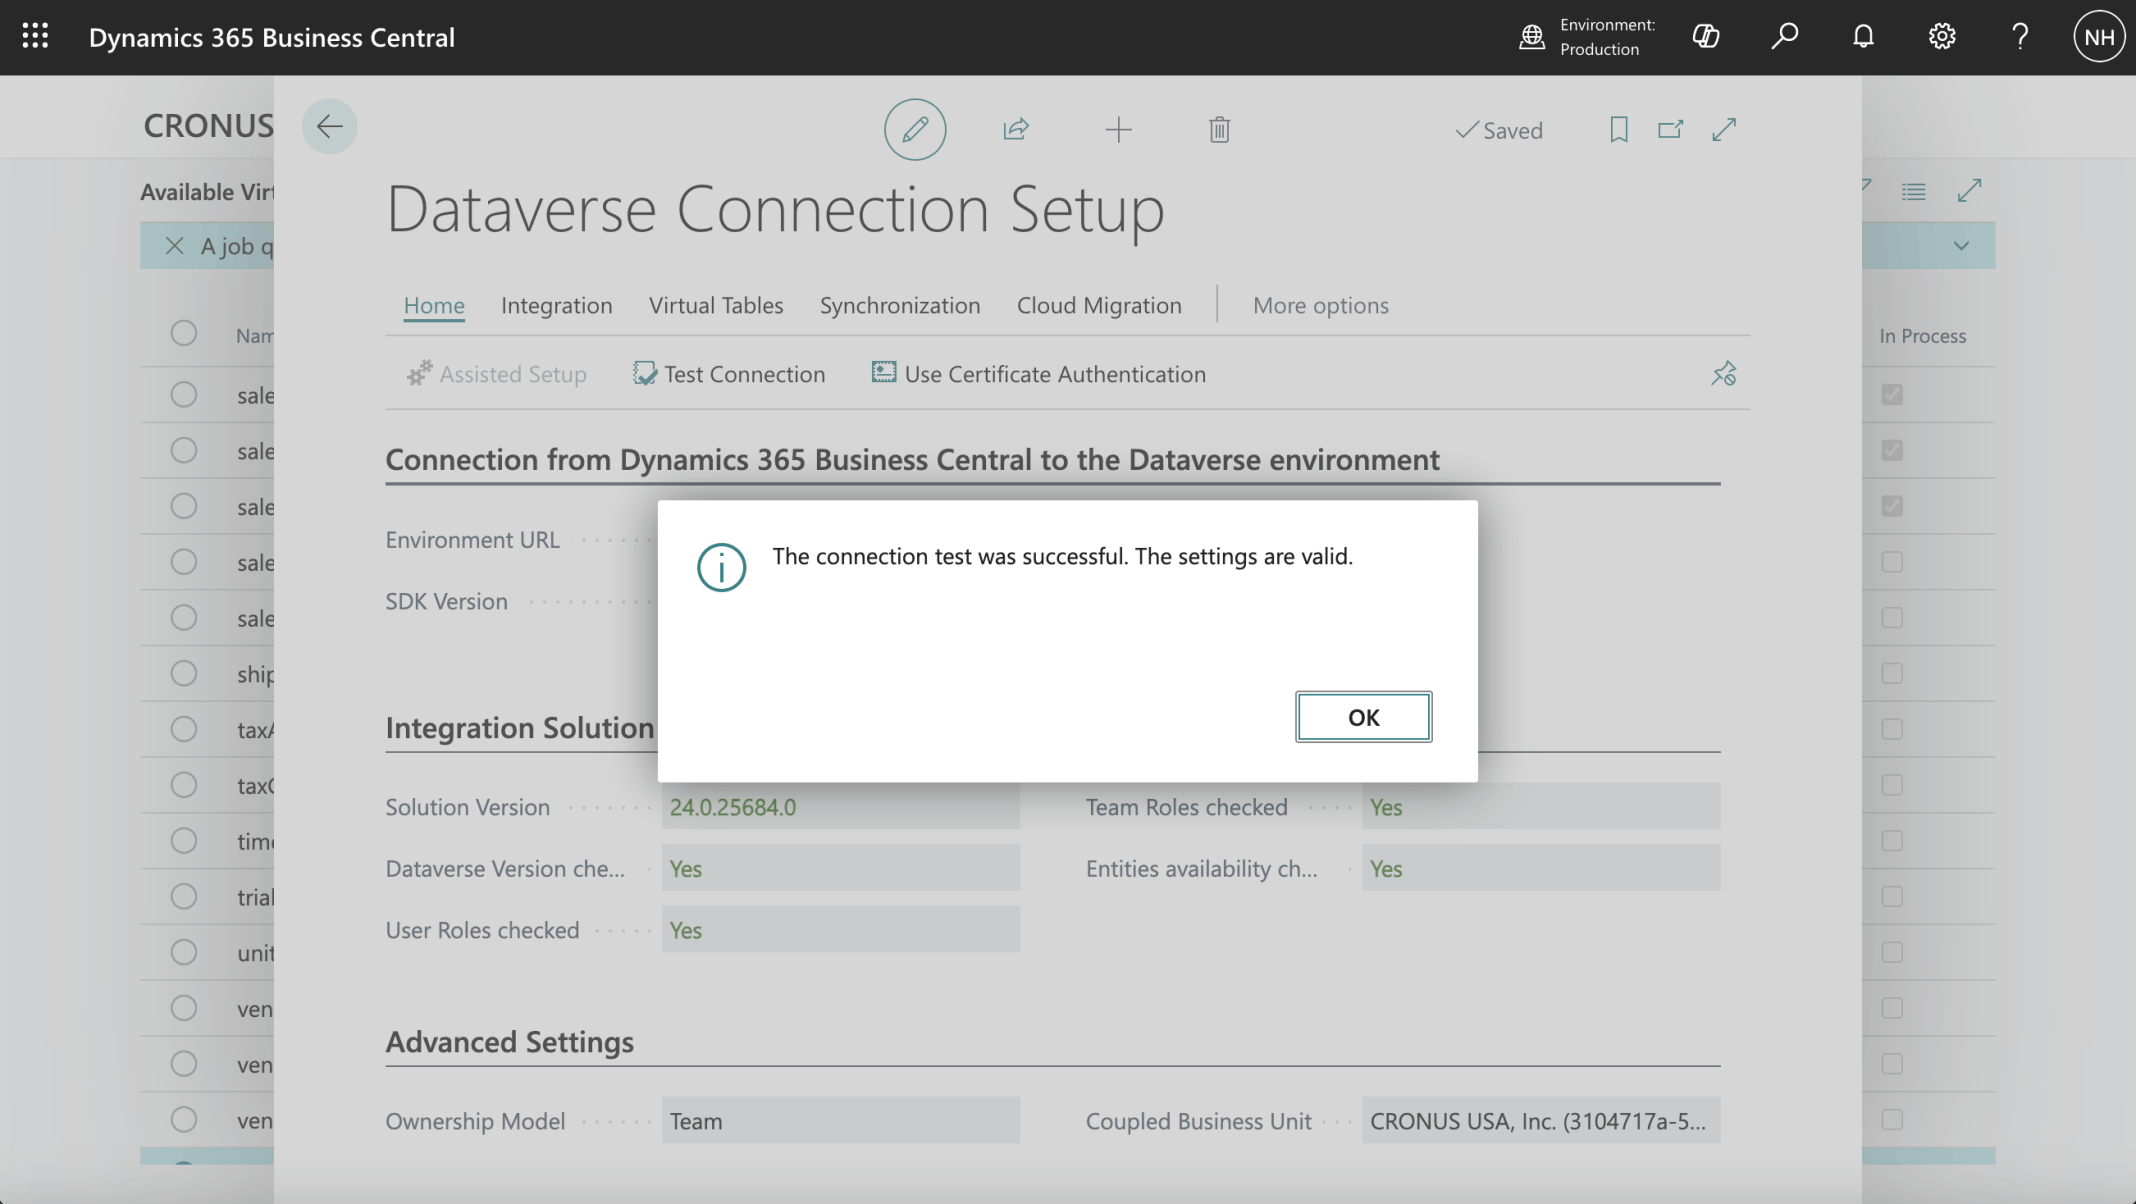 Dynamics 365 Business Central
Environment:
Production
NH
CRONUS
Saved
Available Virt
Dataverse Connection Setup
A job q
Home
Integration
Virtual Tables
Synchronization
Cloud Migration
More options
Nam
In Process
Assisted Setup
Test Connection
Use Certificate Authentication
sale
Connection from Dynamics 365 Business Central to the Dataverse environment
sale
sale
Environment URL
The connection test was successful. The settings are valid.
sale
SDK Version
sale
ship
OK
Integration Solution
taxA
taxC
Solution Version
24.0.25684.0
Team Roles checked
Yes
time
Dataverse Version che...
Yes
Entities availability ch...
Yes
trial
User Roles checked
Yes
unit
ven
Advanced Settings
ven
Ownership Model
Team
Coupled Business Unit
CRONUS USA, Inc. (3104717a-5...
ven